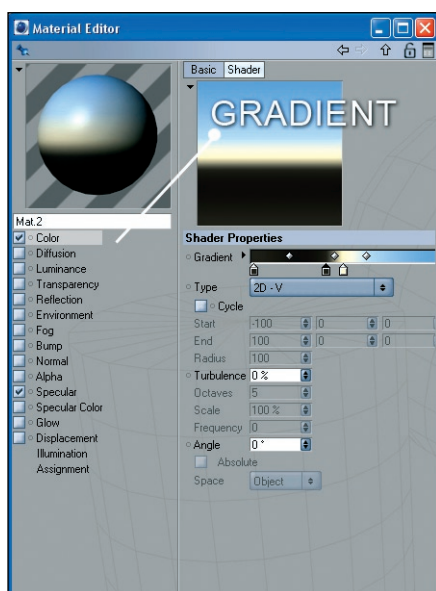 Material Editor
Basic Shader
GRADIENT
Mat.2
Color
Diffusion
Luminance
Transparency
Reflection
Environment
Fog
Bump
Normal
Alpha
Specular
Specular Color
Glow
Displacement
Illumination
Assignment
Shader Properties
Gradient
Type 2D - V
Cycle
Start -100 0 0
End 100 0 0
Radius 100
Turbulence 0 %
Octaves 5
Scale 100 %
Frequency 0
Angle 0 °
Absolute
Space Object